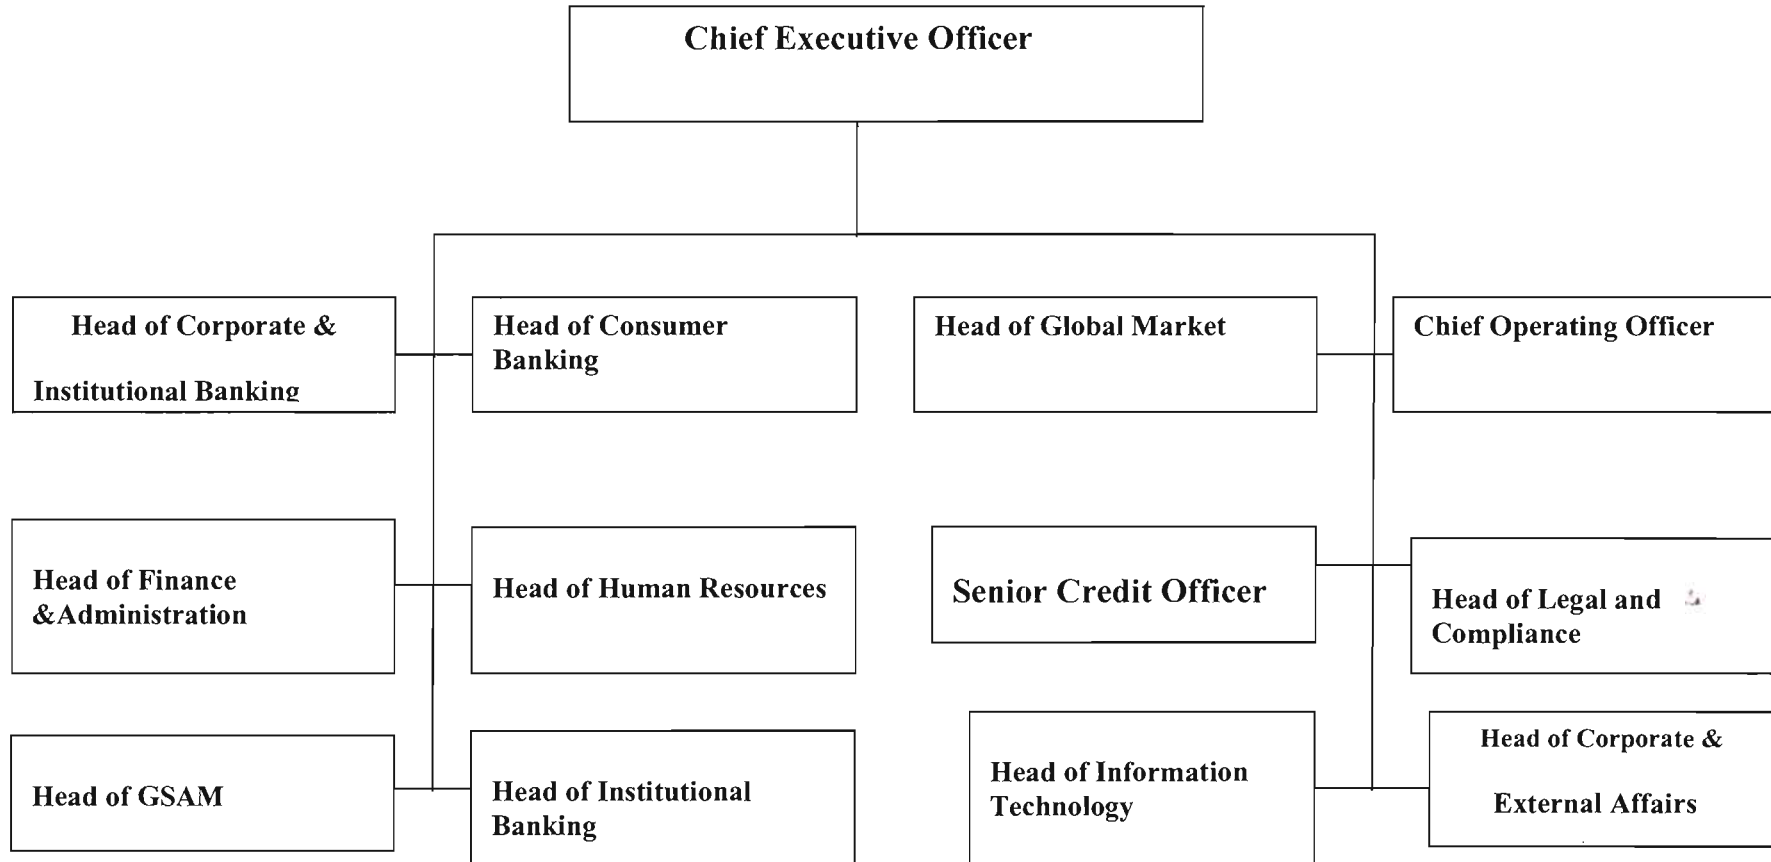 Chief Executive Officer
Head of Corporate &
Institutional Banking
Head of Consumer
Banking
Head of Global Market
Chief Operating Officer
Head of Finance
&Administration
Head of Human Resources
Senior Credit Officer
Head of Legal and
Compliance
Head of GSAM
Head of Institutional
Banking
Head of Information
Technology
Head of Corporate &
External Affairs